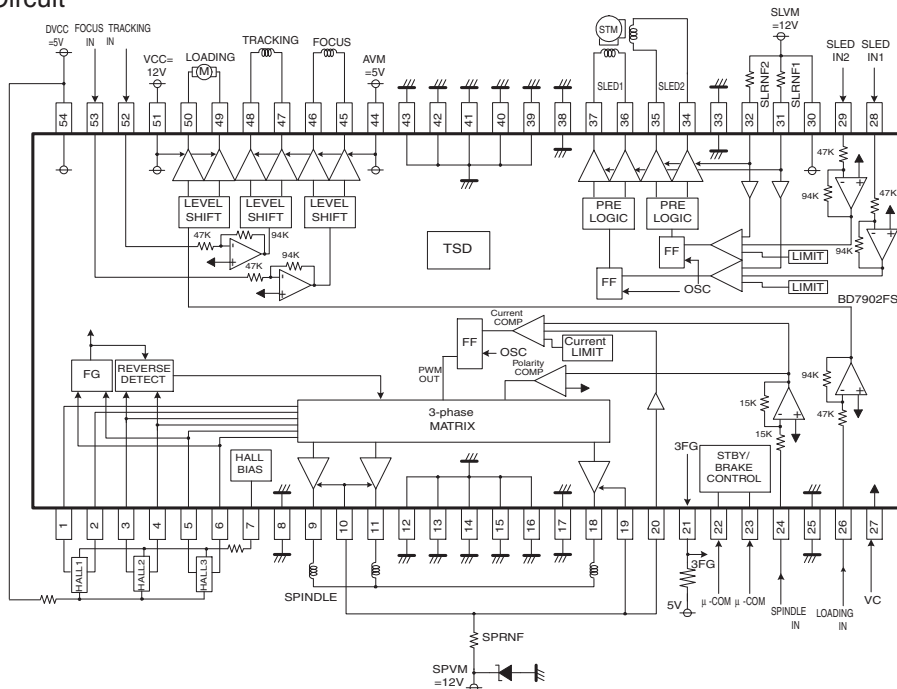 Circuit
DVCC =5V
FOCUS IN
TRACKING IN
VCC= 12V
LOADING
M
TRACKING
FOCUS
AVM =5V
STM
SLED1
SLED2
SLVM =12V
SLRNF2
SLRNF1
SLED IN2
SLED IN1
54 53 52 51 50 49 48 47 46 45 44 43 42 41 40 39 38 37 36 35 34 33 32 31 30 29 28
LEVEL SHIFT
LEVEL SHIFT
LEVEL SHIFT
47K
94K
47K
94K
TSD
PRE LOGIC
PRE LOGIC
FF
FF
OSC
LIMIT
LIMIT
47K
94K
47K
94K
BD7902FS
FG
REVERSE DETECT
PWM OUT
FF
OSC
Current COMP
Current LIMIT
Polarity COMP
3-phase MATRIX
HALL BIAS
15K
15K
94K
47K
3FG
STBY/ BRAKE CONTROL
1 2 3 4 5 6 7 8 9 10 11 12 13 14 15 16 17 18 19 20 21 22 23 24 25 26 27
HALL1
HALL2
HALL3
SPINDLE
SPRNF
SPVM =12V
3FG
5V
μ-COM
μ-COM
SPINDLE IN
LOADING IN
VC